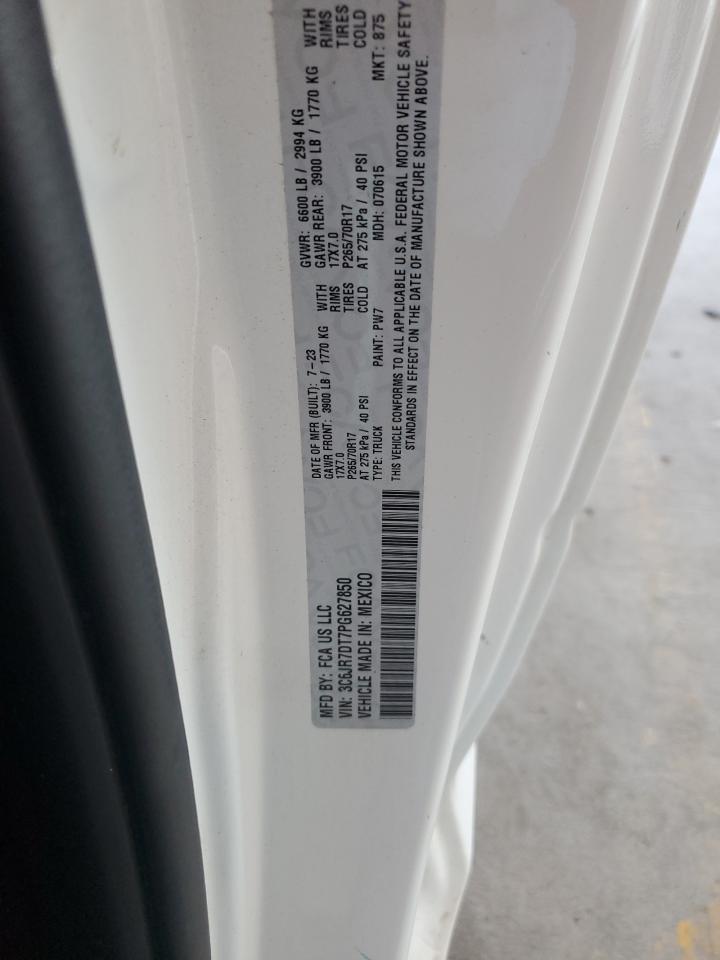 MFD BY: FCA US LLC
VIN: 3C6JR7DT7PG627850
VEHICLE MADE IN: MEXICO
DATE OF MFR (BUILT): 7-23
GAWR FRONT: 3900 LB / 1770 KG WITH
17X7.0 RIMS
P265/70R17 TIRES
AT 275 kPa / 40 PSI COLD
TYPE: TRUCK PAINT: PW7
GVWR: 6600 LB / 2994 KG
GAWR REAR: 3900 LB / 1770 KG WITH
17X7.0 RIMS
P265/70R17 TIRES
AT 275 kPa / 40 PSI COLD
MDH: 070615 MKT: 875
THIS VEHICLE CONFORMS TO ALL APPLICABLE U.S.A. FEDERAL MOTOR VEHICLE SAFETY
STANDARDS IN EFFECT ON THE DATE OF MANUFACTURE SHOWN ABOVE.